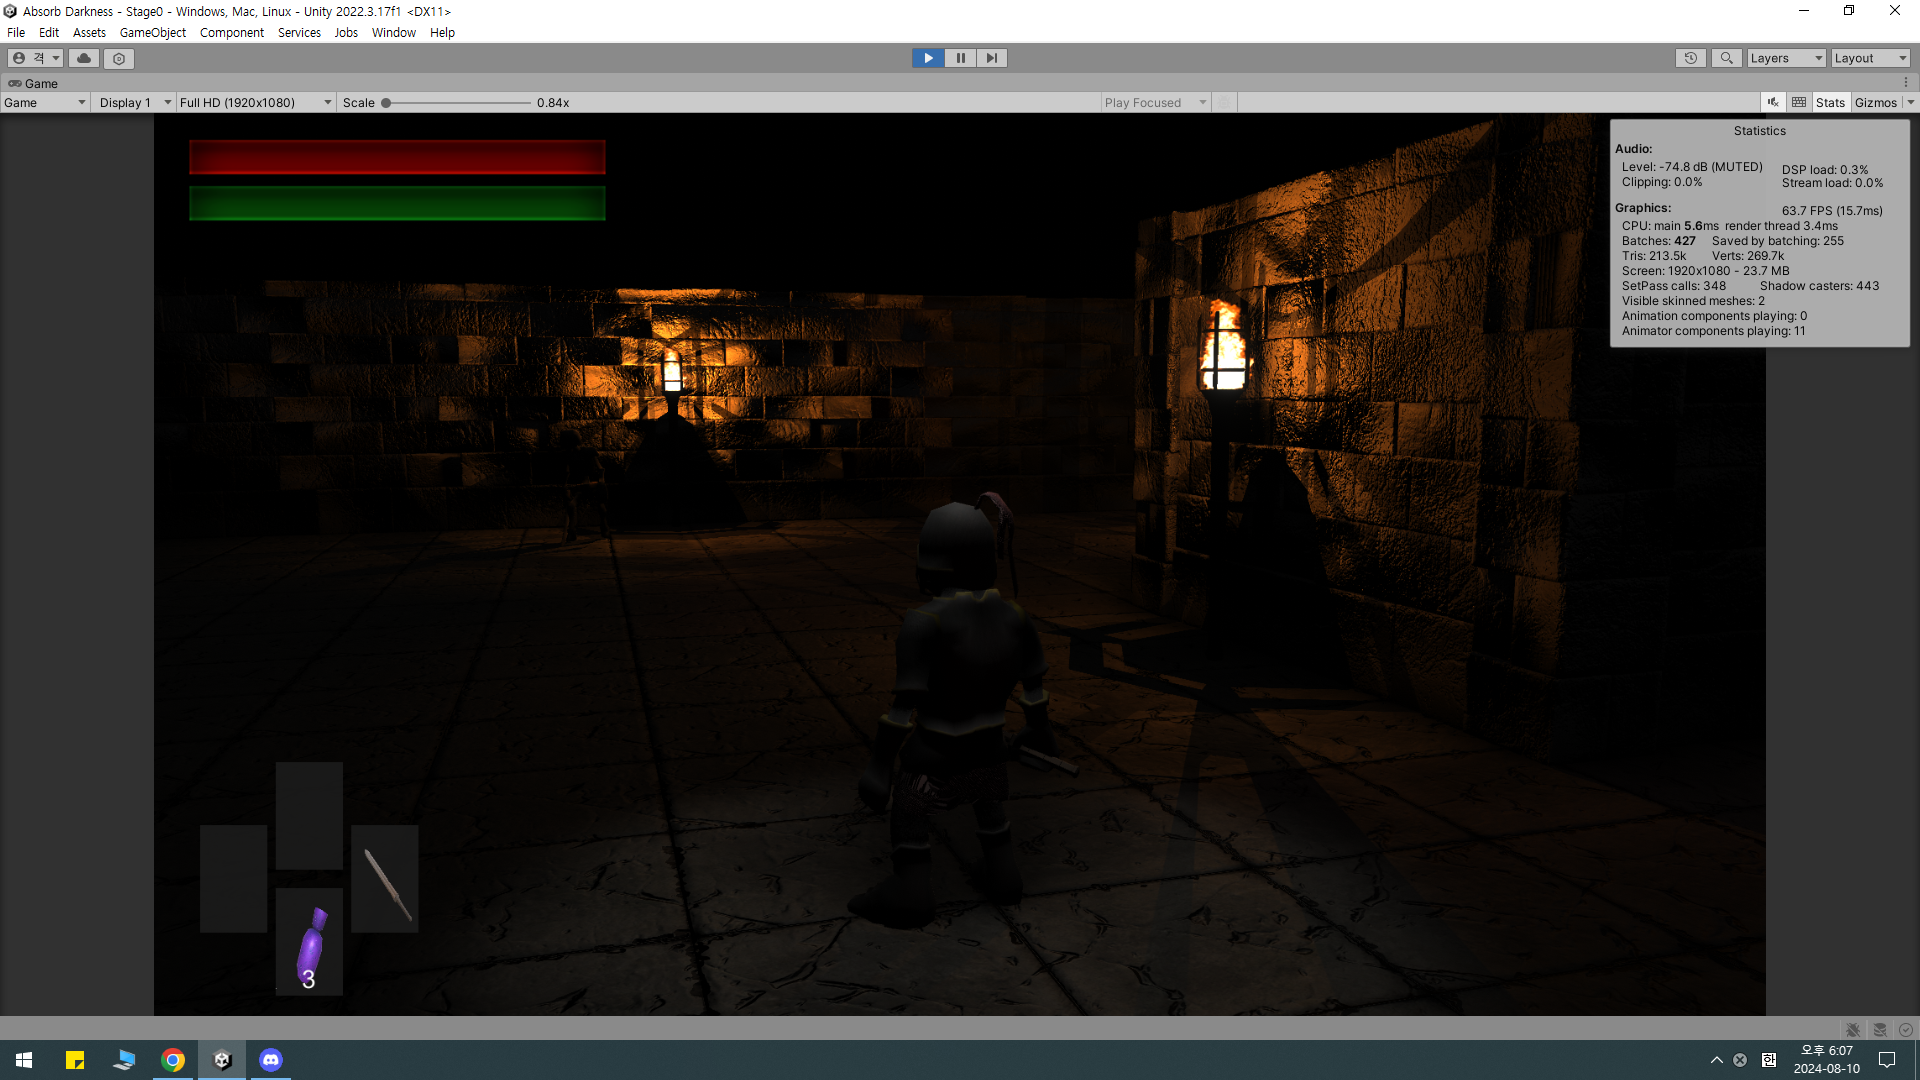 Absorb Darkness - Stage0 - Windows, Mac, Linux - Unity 2022.3.17f1 <DX11>
File Edit Assets GameObject Component Services Jobs Window Help
격 Layers Layout
Game
Game Display 1 Full HD (1920x1080) Scale 0.84x Play Focused Stats Gizmos
Statistics
Audio:
Level: -74.8 dB (MUTED) DSP load: 0.3%
Clipping: 0.0% Stream load: 0.0%
Graphics: 63.7 FPS (15.7ms)
CPU: main 5.6ms render thread 3.4ms
Batches: 427 Saved by batching: 255
Tris: 213.5k Verts: 269.7k
Screen: 1920x1080 - 23.7 MB
SetPass calls: 348 Shadow casters: 443
Visible skinned meshes: 2
Animation components playing: 0
Animator components playing: 11
3
한 오후 6:07
2024-08-10